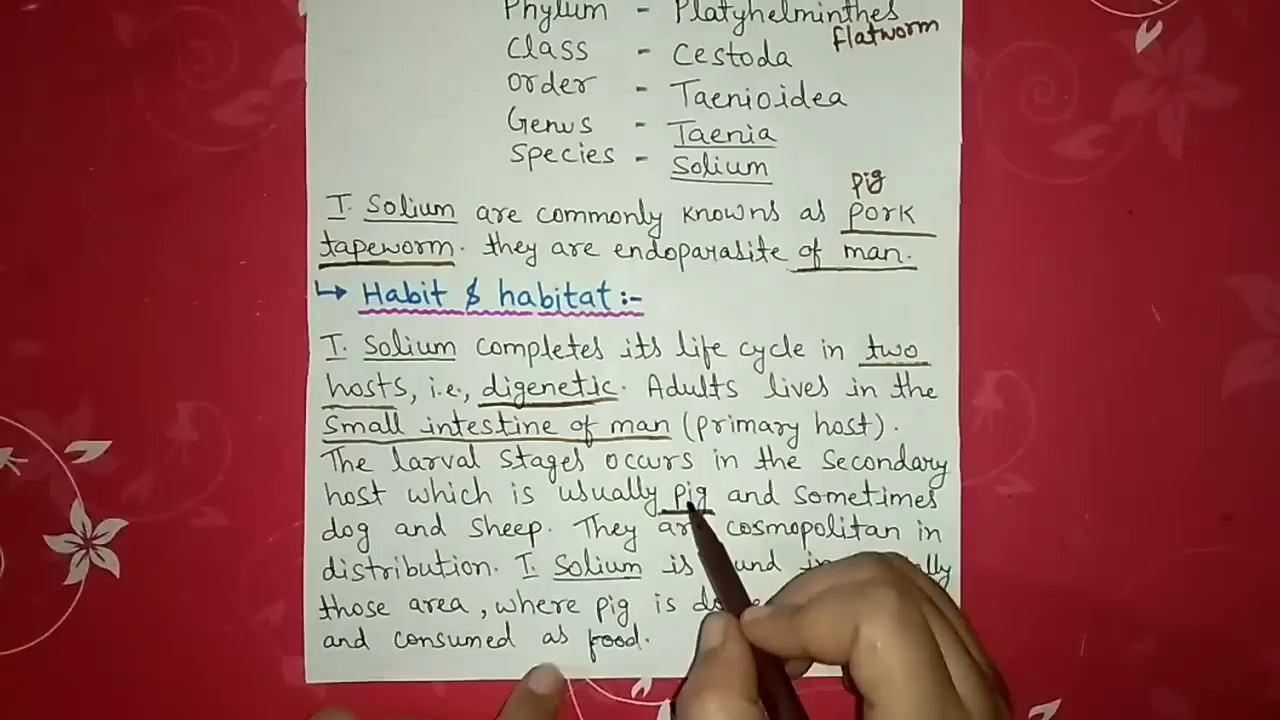 Phylum - Platyhelminthes
flatworm
Class - Cestoda
Order - Taenioidea
Genus - Taenia
Species - Solium
pig
T. Solium are commonly knowns as pork
tapeworm. they are endoparasite of man.
↳ Habit & habitat:-
T. Solium completes its life cycle in two
hosts, i.e., digenetic. Adults lives in the
Small intestine of man (primary host).
The larval stages occurs in the secondary
host which is usually pig and sometimes
dog and sheep. They are cosmopolitan in
distribution. T. Solium is
those area, where pig is
and consumed as food.